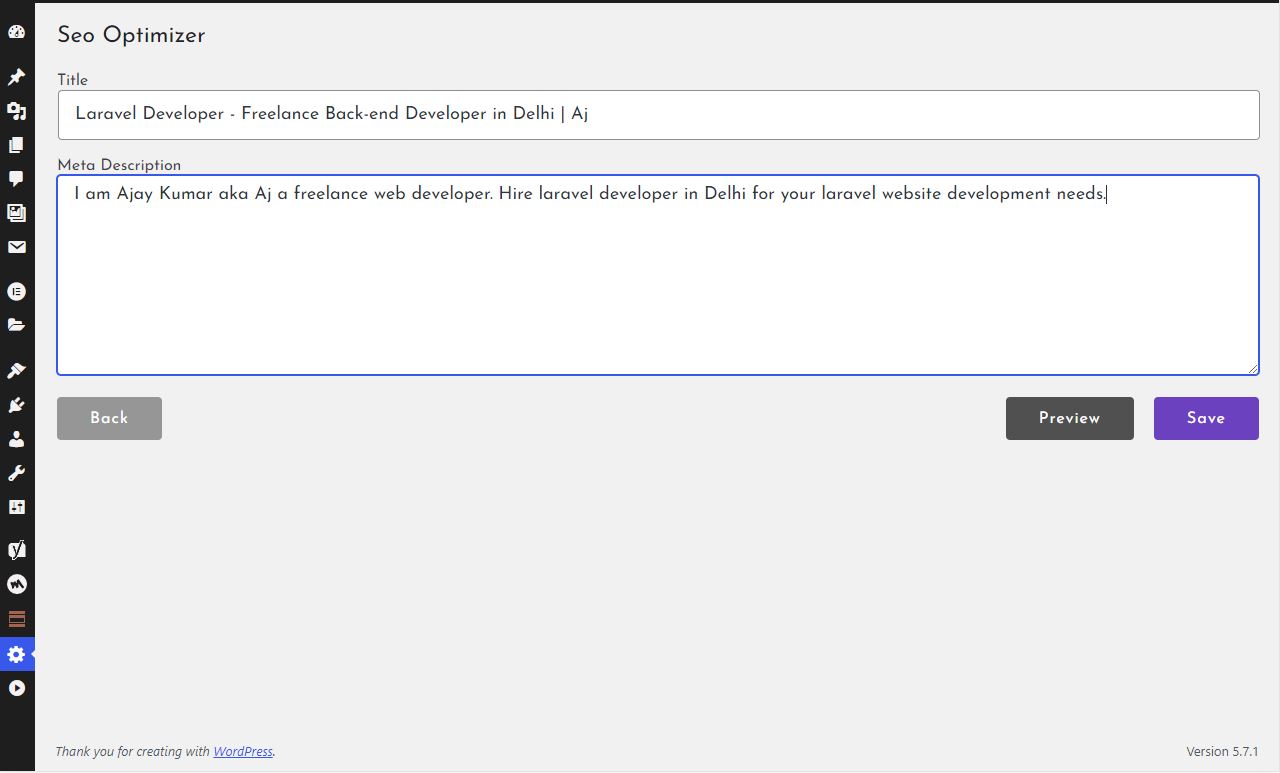 Seo Optimizer
Title
Laravel Developer - Freelance Back-end Developer in Delhi | Aj
Meta Description
I am Ajay Kumar aka Aj a freelance web developer. Hire laravel developer in Delhi for your laravel website development needs.
Back
Preview
Save
Thank you for creating with WordPress.
Version 5.7.1